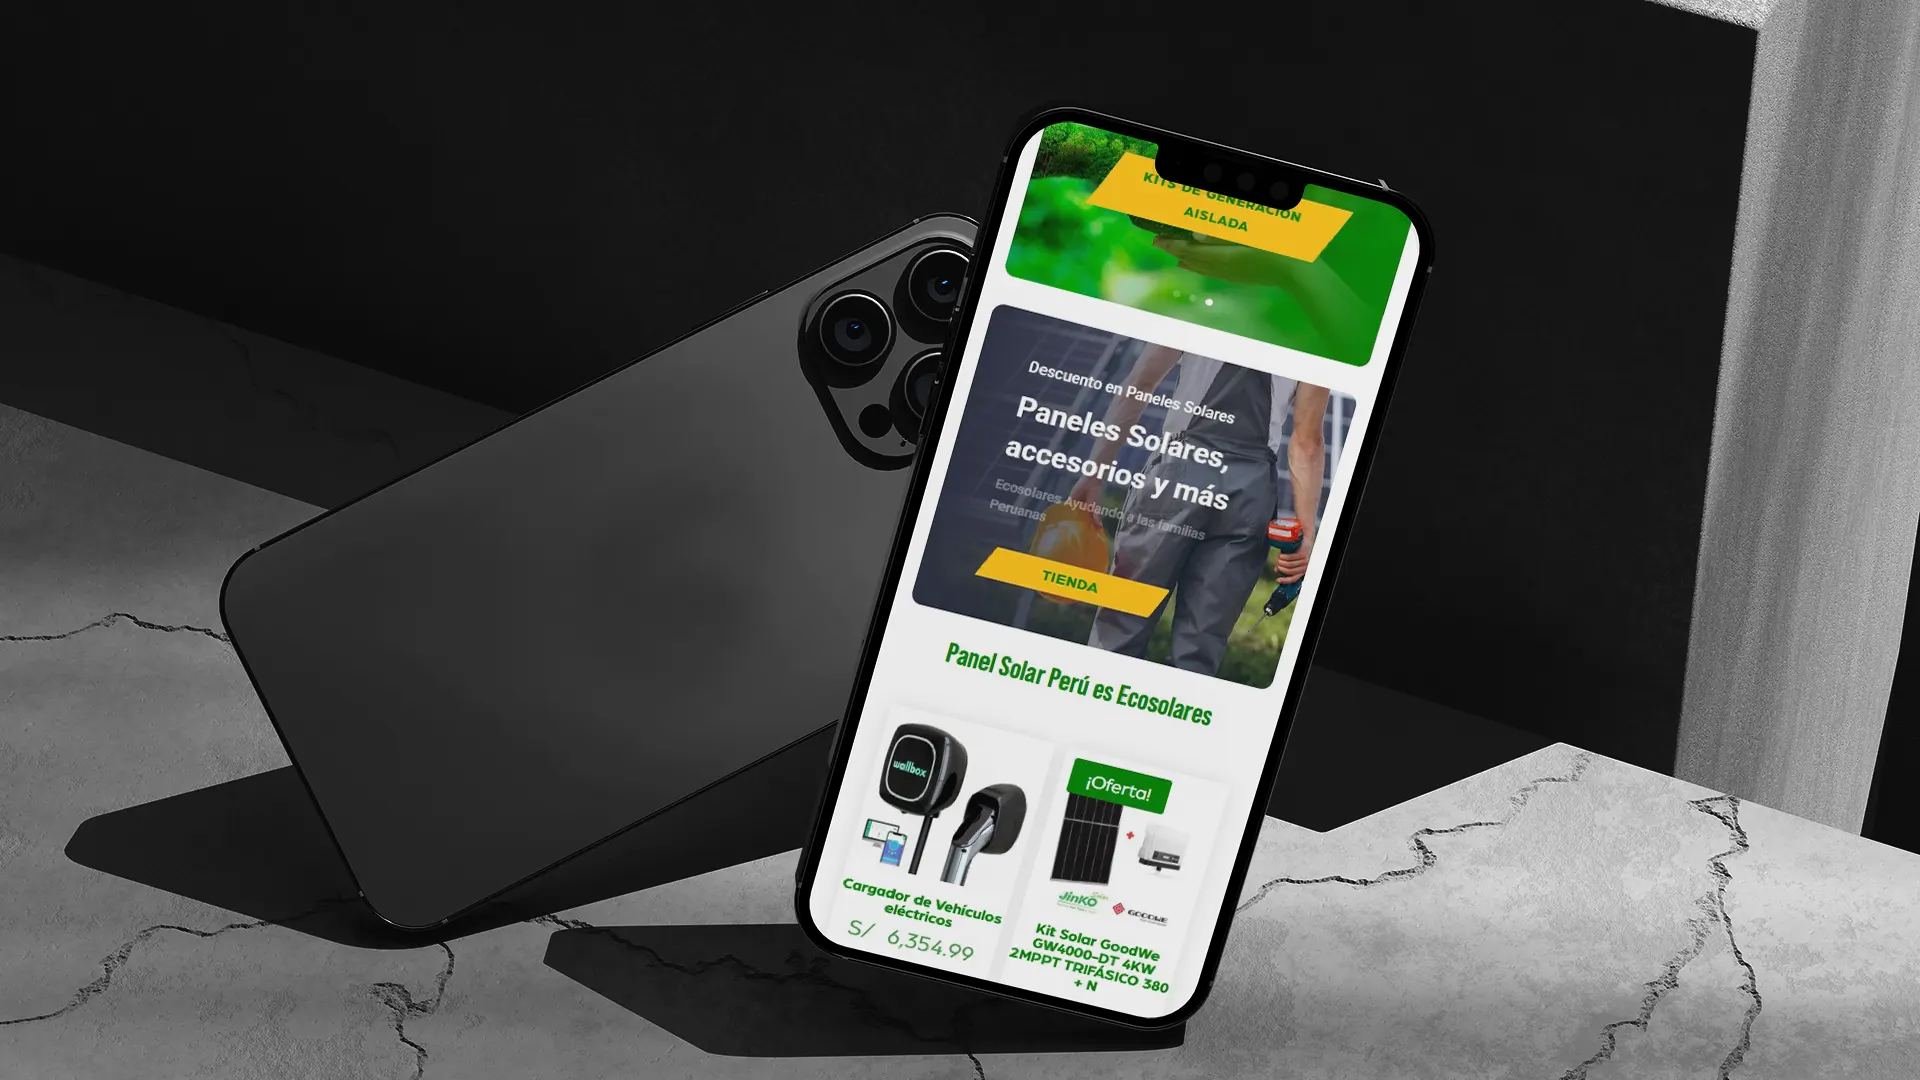 KITS DE GENERACIÓN
AISLADA
Descuento en Paneles Solares
Paneles Solares,
accesorios y más
Ecosolares Ayudando a las familias
Peruanas
TIENDA
Panel Solar Perú es Ecosolares
wallbox
¡Oferta!
JinKO
GOODWE
Cargador de Vehículos
eléctricos
S/ 6,354.99
Kit Solar GoodWe
GW4000-DT 4KW
2MPPT TRIFÁSICO 380
+ N